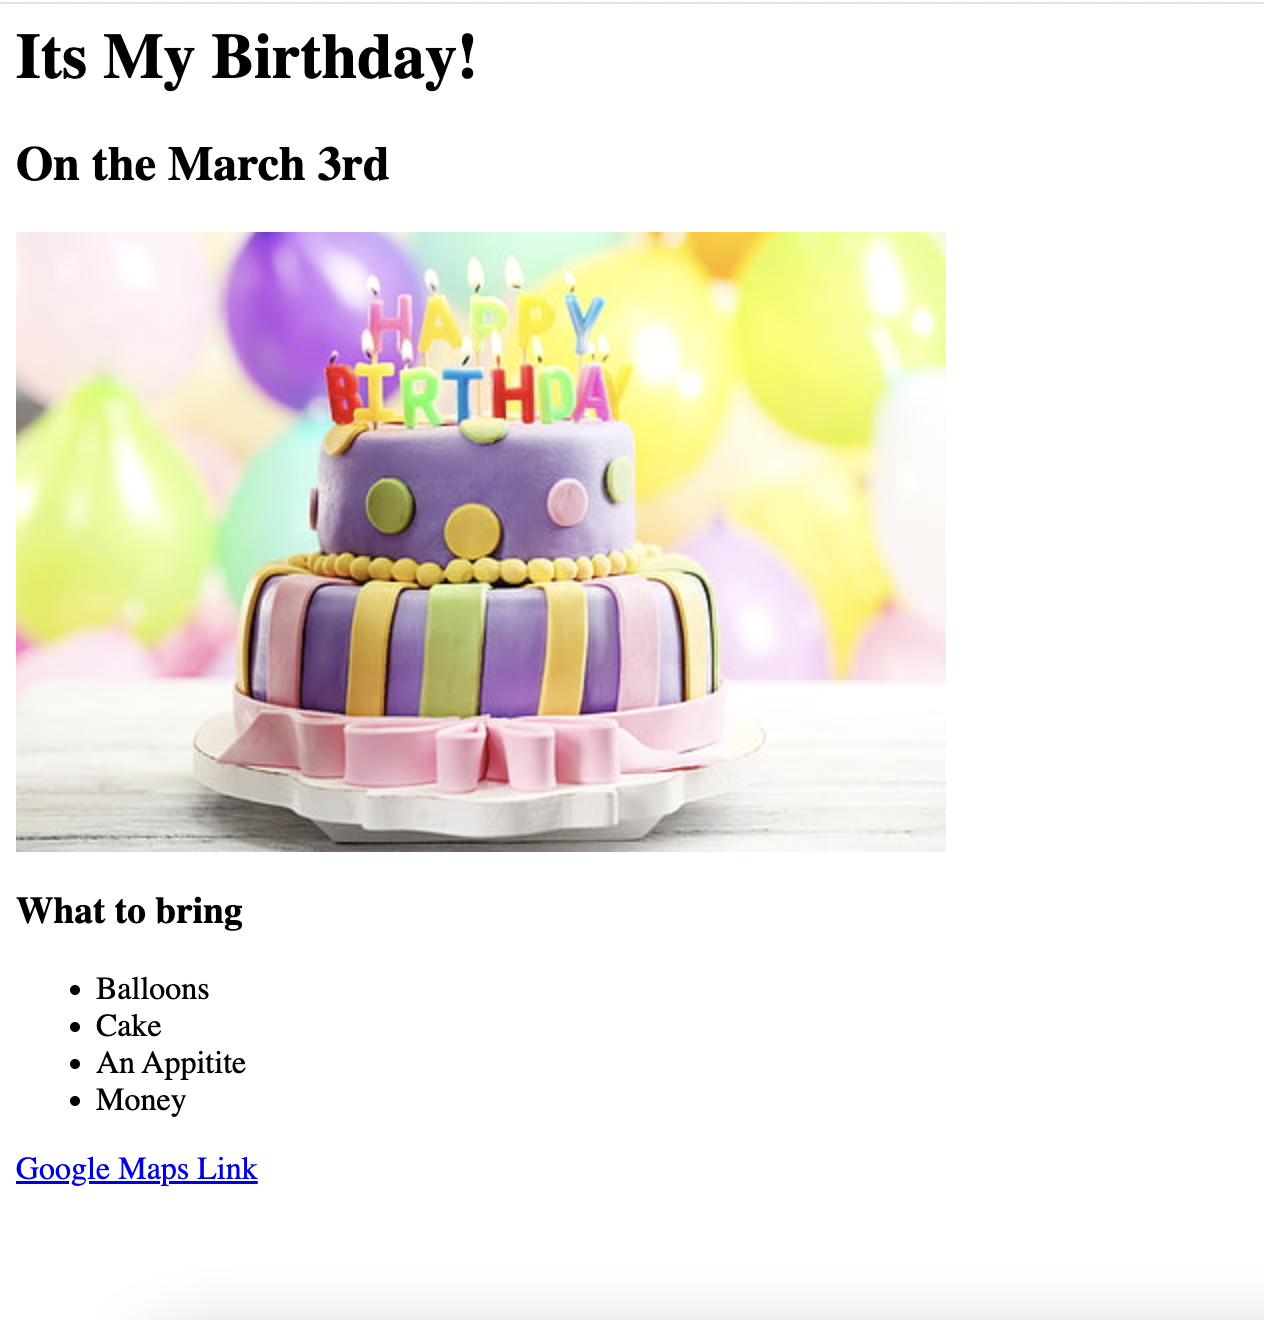 Its My Birthday!
On the March 3rd
HAPPY
BIRTHDAY
What to bring
Balloons
Cake
An Appitite
Money
Google Maps Link